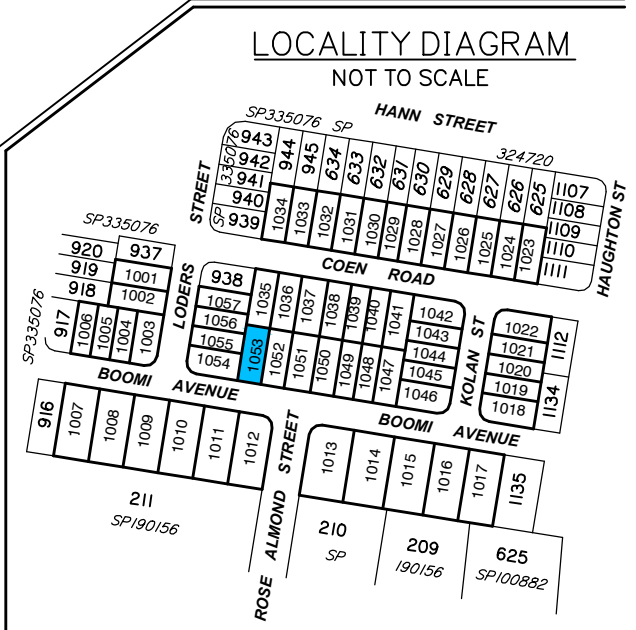 LOCALITY DIAGRAM
NOT TO SCALE
HANN STREET
SP335076 SP 324720
SP 335076
943 944 945 634 633 632 631 630 629 628 627 626 625 1107
942 1108
941 1109
940 1110
939 1111
1034 1033 1032 1031 1030 1029 1028 1027 1026 1025 1024 1023
HAUGHTON ST
LODERS STREET
COEN ROAD
SP335076
920 937
919 1001
918 1002
SP335076
917 1006 1005 1004 1003
938 1035 1036 1037 1038 1039 1040 1041 1042
1057 1043
1056 1044
1055 1045
1054 1046
1053 1052 1051 1050 1049 1048 1047
KOLAN ST
1022 1112
1021
1020
1019 1134
1018
BOOMI AVENUE
BOOMI AVENUE
916 1007 1008 1009 1010 1011 1012
ROSE ALMOND STREET
1013 1014 1015 1016 1017 1135
211
SP190156
210
SP
209
190156
625
SP100882